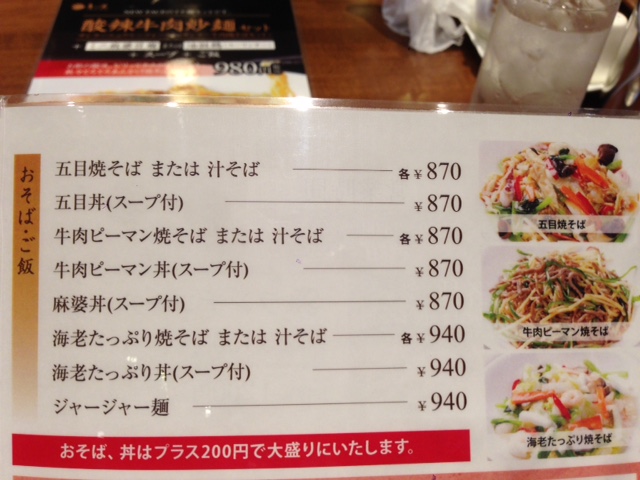 酸辣牛肉炒麺セット
980円
おそば・ご飯
五目焼そば または 汁そば 各¥870
五目丼(スープ付) ¥870
牛肉ピーマン焼そば または 汁そば 各¥870
牛肉ピーマン丼(スープ付) ¥870
麻婆丼(スープ付) ¥870
海老たっぷり焼そば または 汁そば 各¥940
海老たっぷり丼(スープ付) ¥940
ジャージャー麺 ¥940
五目焼そば
牛肉ピーマン焼そば
海老たっぷり焼そば
おそば、丼はプラス200円で大盛りにいたします。